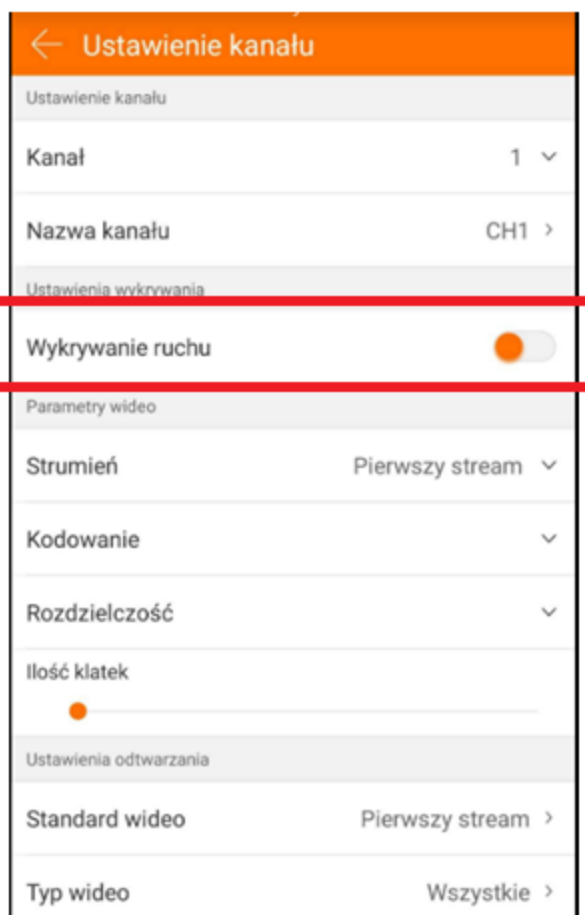 Ustawienie kanału
Ustawienie kanału
Kanał 1
Nazwa kanału CH1
Ustawienia wykrywania
Wykrywanie ruchu
Parametry wideo
Strumień Pierwszy stream
Kodowanie
Rozdzielczość
Ilość klatek
Ustawienia odtwarzania
Standard wideo Pierwszy stream
Typ wideo Wszystkie